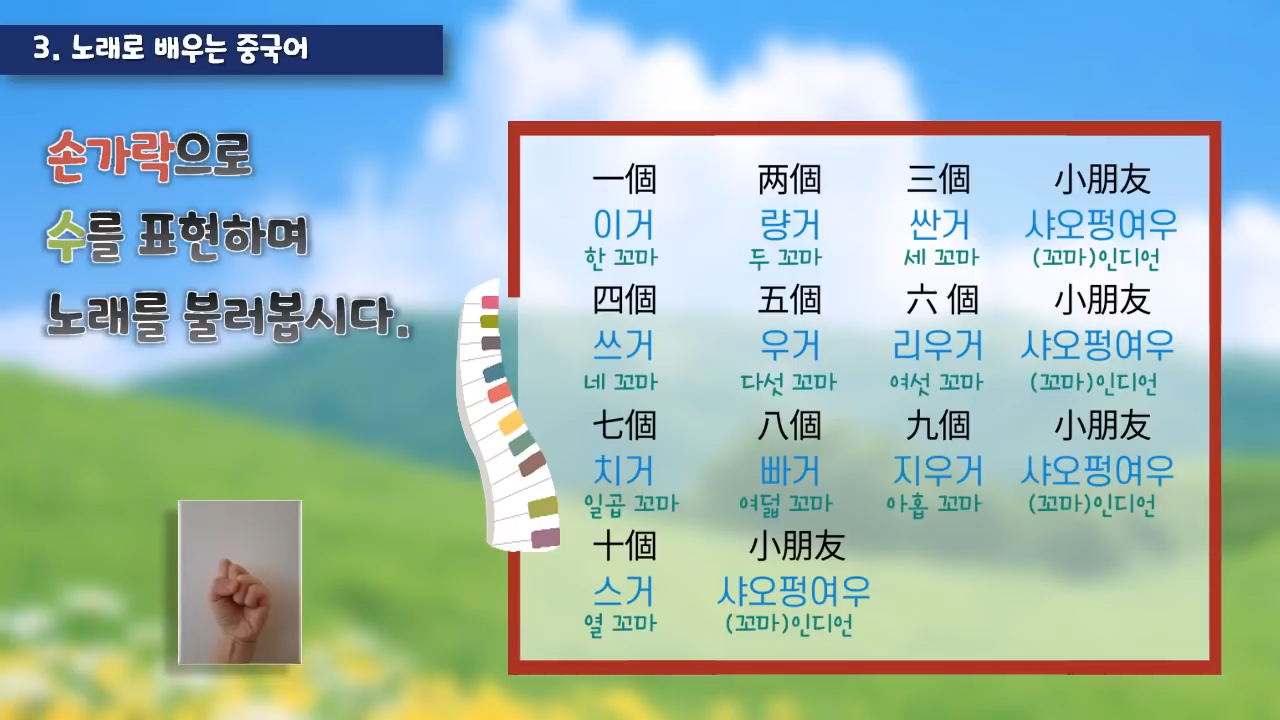 3. 노래로 배우는 중국어
손가락으로
수를 표현하며
노래를 불러봅시다.
一個 两個 三個 小朋友
이거 량거 싼거 샤오펑여우
한 꼬마 두 꼬마 세 꼬마 (꼬마)인디언
四個 五個 六 個 小朋友
쓰거 우거 리우거 샤오펑여우
네 꼬마 다섯 꼬마 여섯 꼬마 (꼬마)인디언
七個 八個 九個 小朋友
치거 빠거 지우거 샤오펑여우
일곱 꼬마 여덟 꼬마 아홉 꼬마 (꼬마)인디언
十個 小朋友
스거 샤오펑여우
열 꼬마 (꼬마)인디언